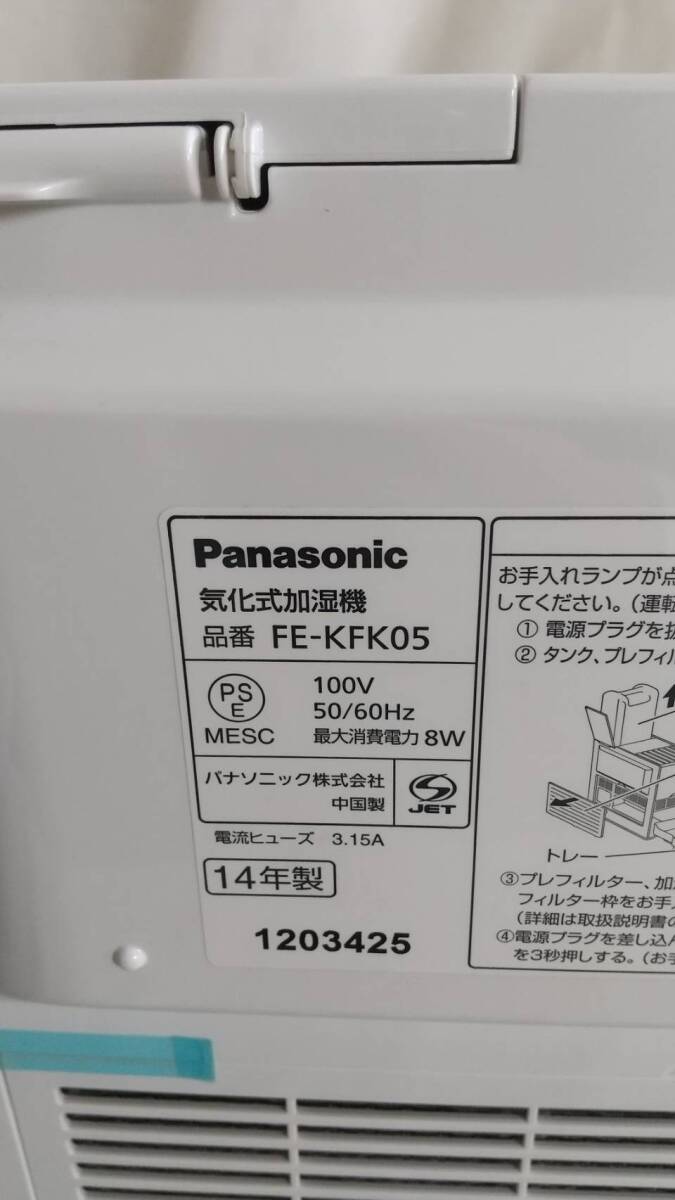 Panasonic
気化式加湿機
品番 FE-KFK05
PS
E
MESC
100V
50/60Hz
最大消費電力 8W
パナソニック株式会社
中国製
JET
電流ヒューズ 3.15A
14年製
1203425
お手入れランプが点
してください。(運転
① 電源プラグを抜
② タンク、プレフィル
トレー
③プレフィルター、加
フィルター枠をお手
(詳細は取扱説明書の
④電源プラグを差し込ん
を3秒押しする。(お手